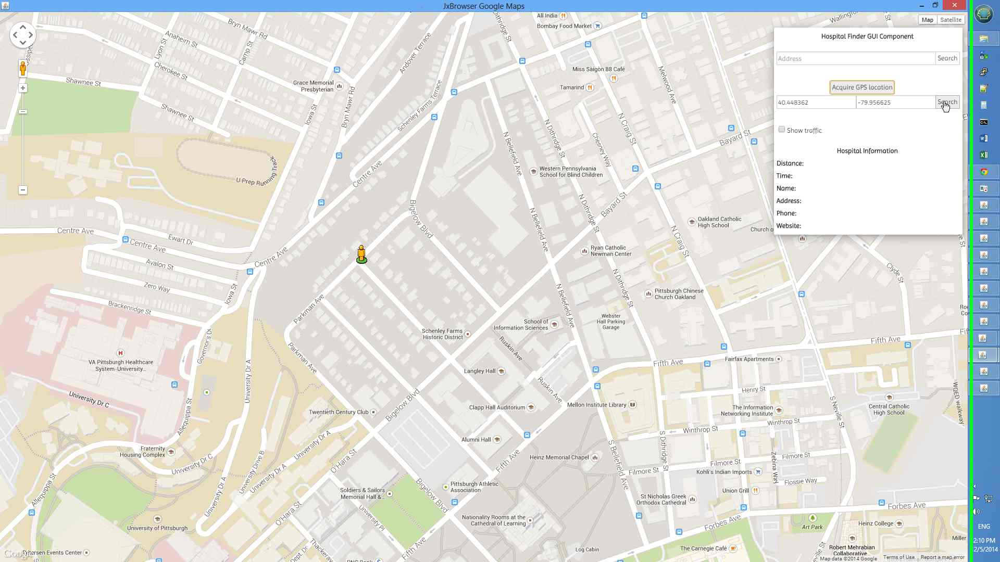 JxBrowser Google Maps
Map
Satellite
Hospital Finder GUI Component
Address
Search
Acquire GPS location
40.448362
-79.956625
Search
Show traffic
Hospital Information
Distance:
Time:
Name:
Address:
Phone:
Website:
All India
Bombay Food Market
Bryn Mawr Rd
Anaheim St
Lyon St
Camp St
Cherokee St
Shawnee St
Shawnee St
Iowa St
Bryn Mawr Rd
Andover Terrace
Grace Memorial
Presbyterian
Schenley Farms Terrace
N Dithridge St
Miss Saigon 88 Café
Tamarind
Melwood Ave
N Craig St
N Dithridge St
Chesney Way
N Bellefield Ave
Bayard St
U Prep Running Track
Centre Ave
Western Pennsylvania
School for Blind Children
Bigelow Blvd
N Bellefield Ave
N Dithridge St
Bayard St
N Craig St
Oakland Catholic
High School
Church o
Centre Ave
Ewart Dr
Centre Ave
Avalon St
Zero Way
Brackenridge St
Centre Ave
Iowa St
Parkman Ave
Ryan Catholic
Newman Center
N Dithridge St
Clyde St
Pittsburgh Chinese
Church Oakland
N Bellefield Ave
School of
Information Sciences
Webster
Hall Parking
Garage
Schenley Farms
Historic District
Ruskin Ave
Governor's Dr
VA Pittsburgh Healthcare
System-University...
University Dr A
Parkman Ave
Fifth Ave
Fifth Ave
Fairfax Apartments
Langley Hall
Ruskin Ave
Henry St
University Dr C
Allequippa St
Twentieth Century Club
Bigelow Blvd
Clapp Hall Auditorium
Mellon Institute Library
The Information
Networking Institute
S Neville St
Central Catholic
High School
WQED walkway
Winthrop St
Winthrop St
Fraternity
Housing Complex
University Dr C
University Dr A
University Drive B
University Dr A
University Dr A
O'Hara St
Alumni Hall
Fifth Ave
Heinz Memorial Chapel
S Bellefield Ave
S Dithridge St
Filmore St
Filmore St
Filmore St
Zebina Way
Kohli's Indian Imports
Flossie Way
Allequippa St
Soldiers & Sailors
Memorial Hall &...
Bigelow Blvd
Pittsburgh Athletic
Association
St Nicholas Greek
Orthodox Cathedral
Union Grill
Forbes Ave
University of Pittsburgh
O'Hara St
University Pl
Nationality Rooms at the
Cathedral of Learning
Forbes Ave
Art Park
Heinz College
Petersen Events Center
Thackeray
Fifth Ave
Log Cabin
The Carnegie Café
Robert Mehrabian
Collaborative
Miller
Google
Map data ©2014 Google
Terms of Use
Report a map error
ENG
2:10 PM
2/5/2014